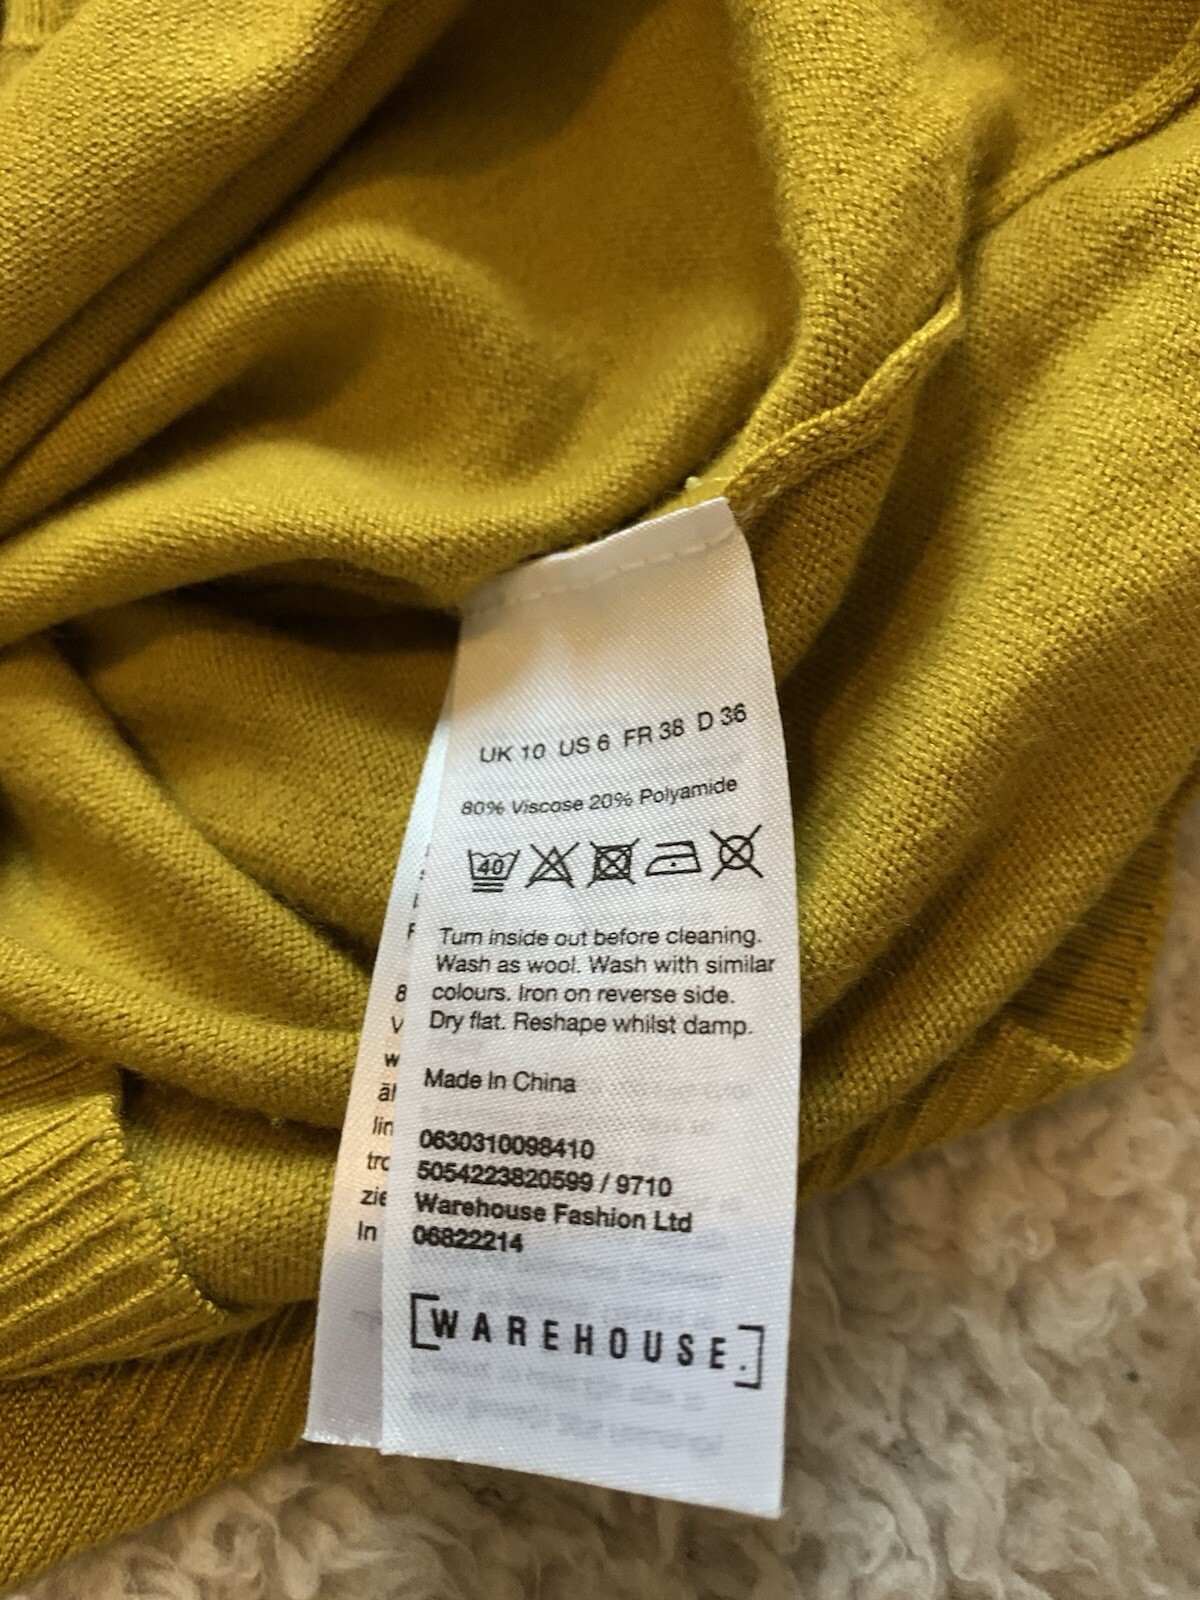 UK 10 US 6 FR 38 D 36
80% Viscose 20% Polyamide
40
Turn inside out before cleaning.
Wash as wool. Wash with similar
colours. Iron on reverse side.
Dry flat. Reshape whilst damp.
Made In China
0630310098410
5054223820599 / 9710
Warehouse Fashion Ltd
06822214
[WAREHOUSE.]